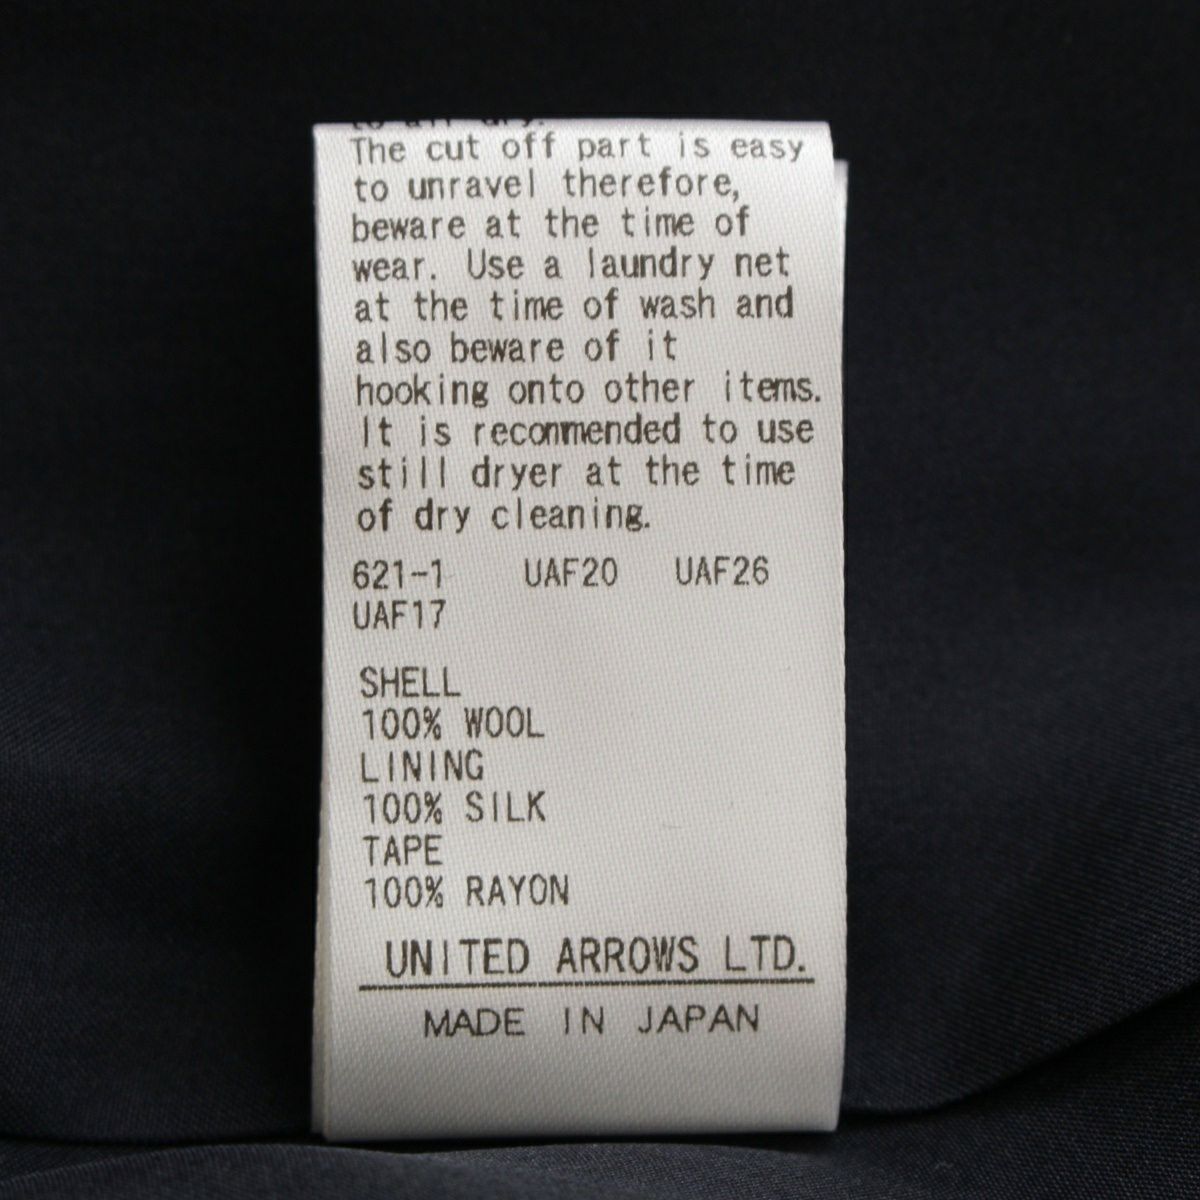 The cut off part is easy
to unravel therefore,
beware at the time of
wear. Use a laundry net
at the time of wash and
also beware of it
hooking onto other items.
It is recommended to use
still dryer at the time
of dry cleaning.
621-1 UAF20 UAF26
UAF17
SHELL
100% WOOL
LINING
100% SILK
TAPE
100% RAYON
UNITED ARROWS LTD.
MADE IN JAPAN